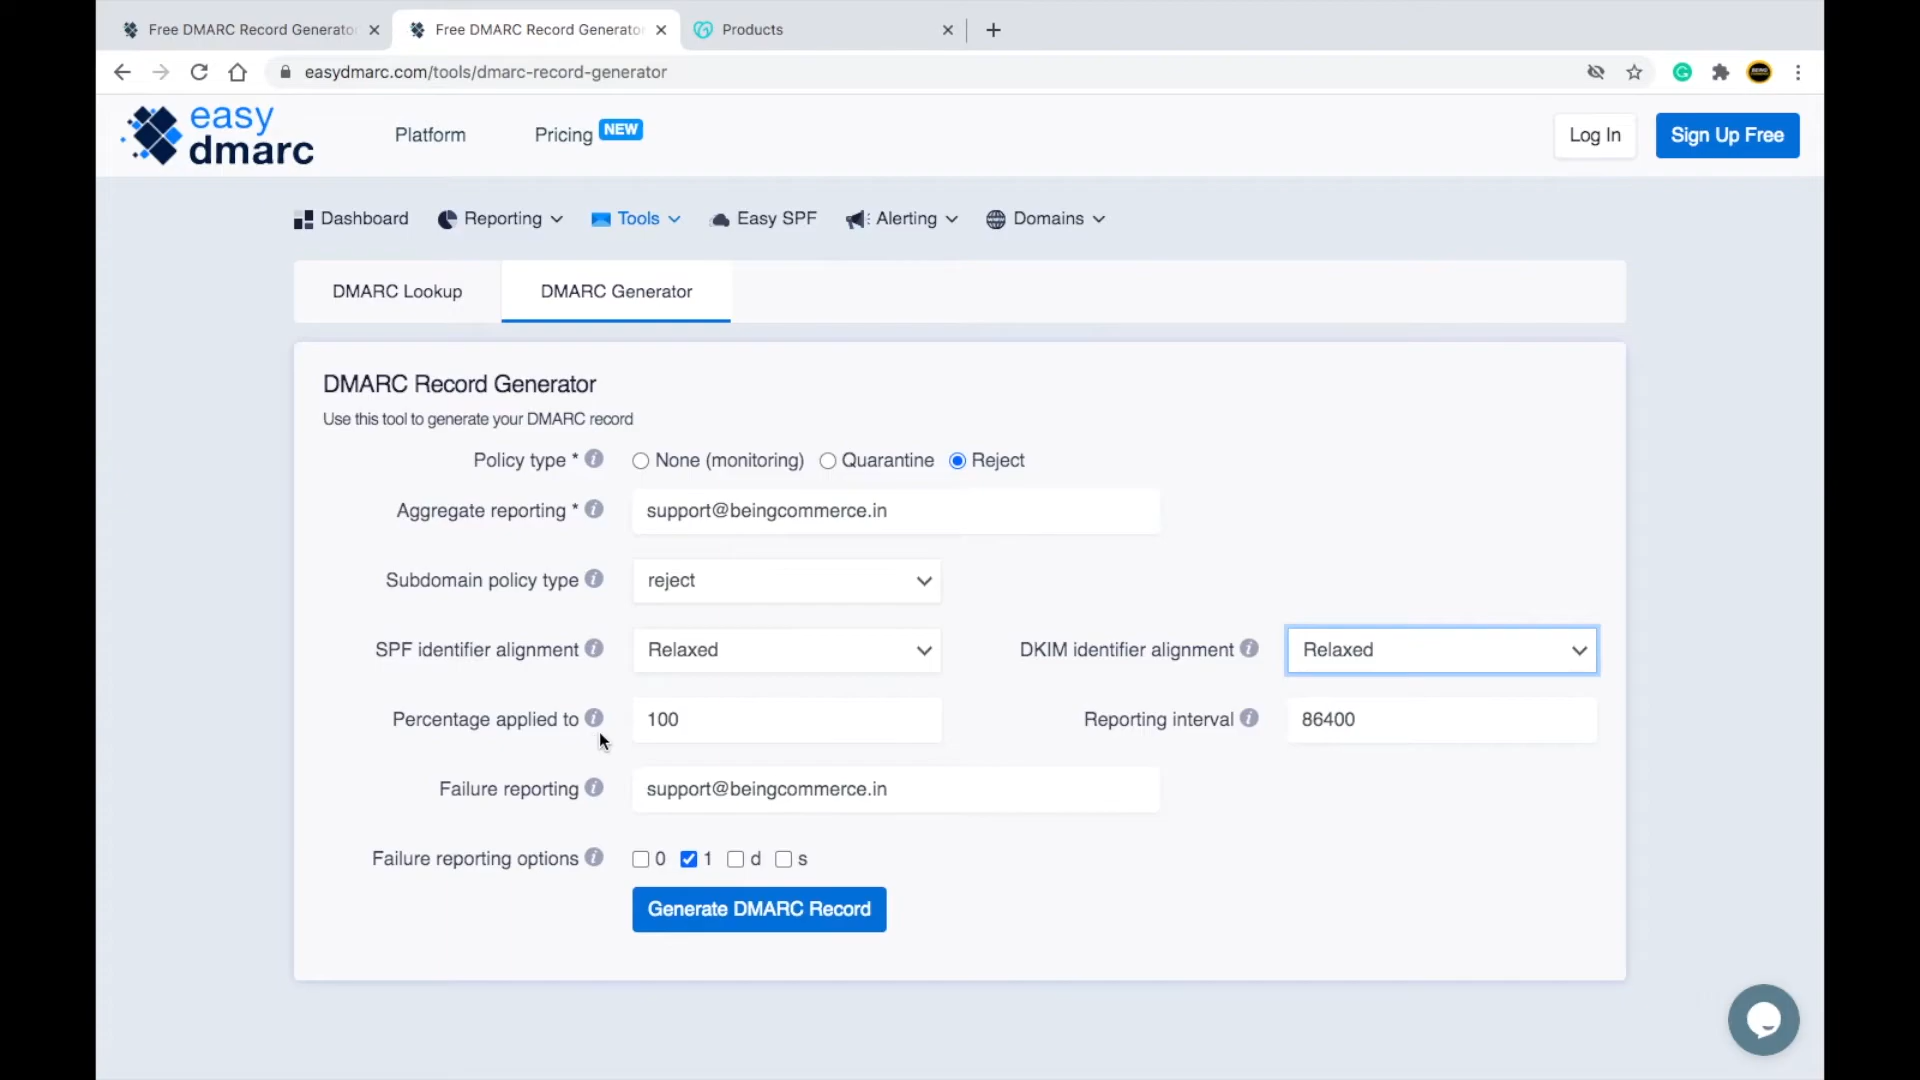 Free DMARC Record Generator
Free DMARC Record Generator
Products
easydmarc.com/tools/dmarc-record-generator
easy
dmarc
Platform
Pricing NEW
Log In
Sign Up Free
Dashboard
Reporting
Tools
Easy SPF
Alerting
Domains
DMARC Lookup
DMARC Generator
DMARC Record Generator
Use this tool to generate your DMARC record
Policy type * None (monitoring) Quarantine Reject
Aggregate reporting * support@beingcommerce.in
Subdomain policy type reject
SPF identifier alignment Relaxed
DKIM identifier alignment Relaxed
Percentage applied to 100
Reporting interval 86400
Failure reporting support@beingcommerce.in
Failure reporting options 0 1 d s
Generate DMARC Record